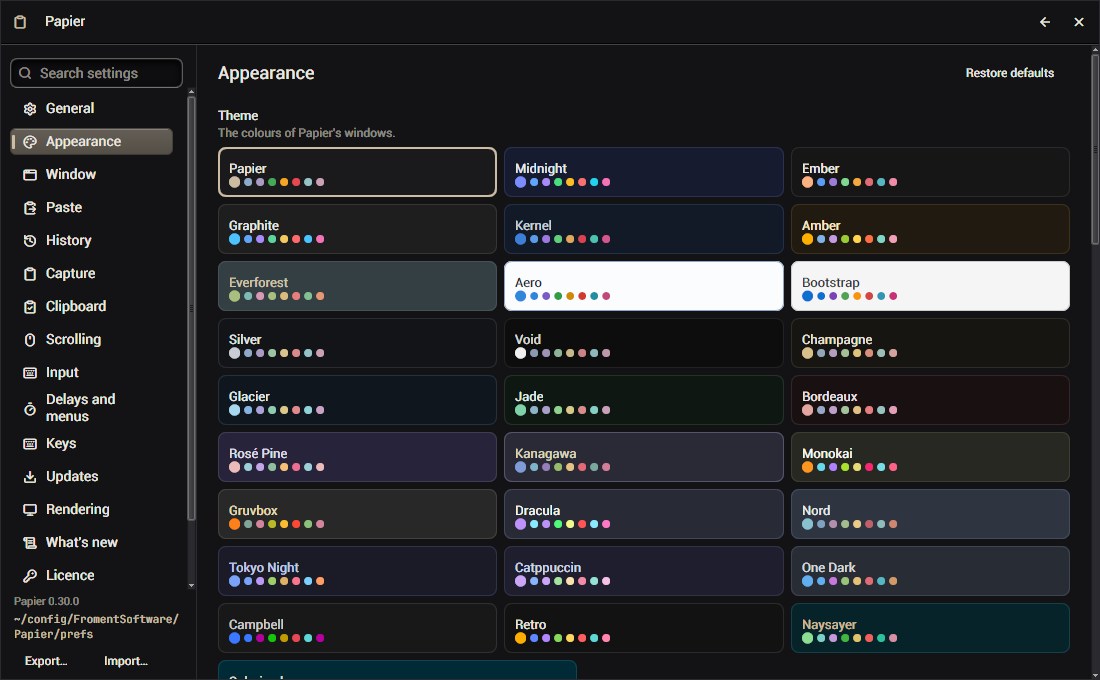 Papier
Search settings
General
Appearance
Window
Paste
History
Capture
Clipboard
Scrolling
Input
Delays and
menus
Keys
Updates
Rendering
What's new
Licence
Papier 0.30.0
~/config/FromentSoftware/
Papier/prefs
Export...
Import...
Appearance
Restore defaults
Theme
The colours of Papier's windows.
Papier
Midnight
Ember
Graphite
Kernel
Amber
Everforest
Aero
Bootstrap
Silver
Void
Champagne
Glacier
Jade
Bordeaux
Rosé Pine
Kanagawa
Monokai
Gruvbox
Dracula
Nord
Tokyo Night
Catppuccin
One Dark
Campbell
Retro
Naysayer